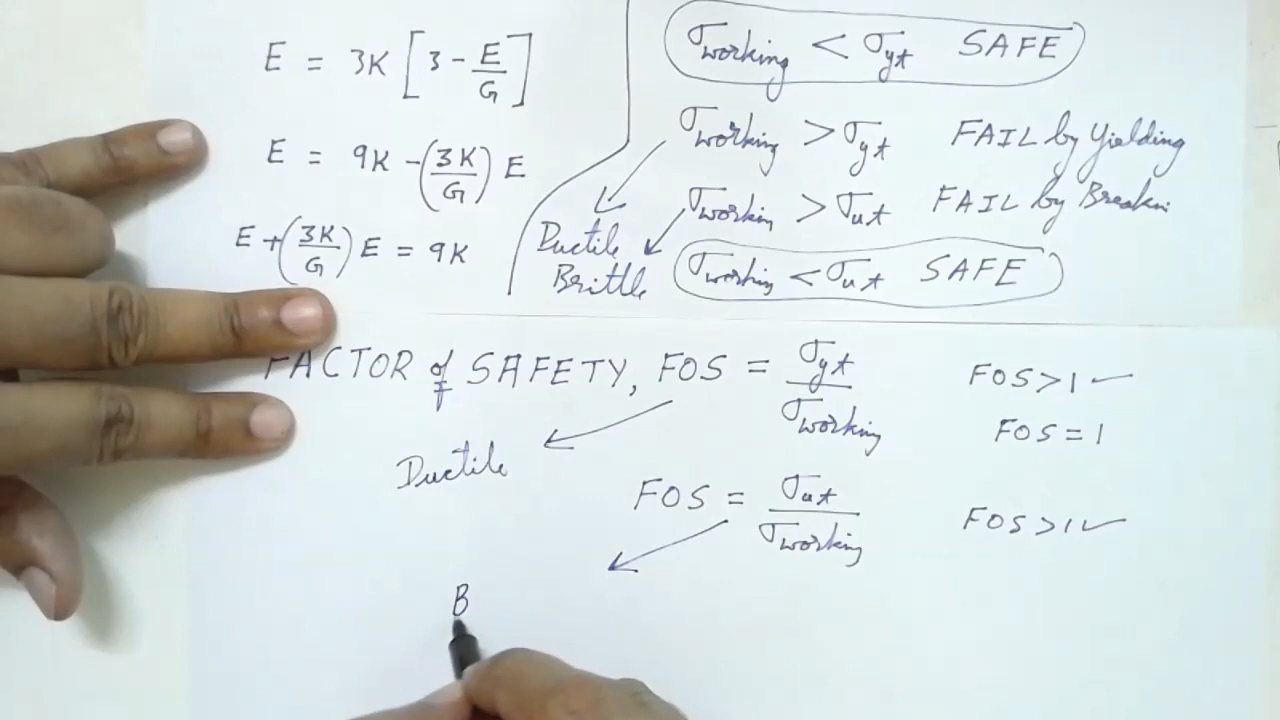 E = 3K [3 - E/G]
E = 9K - (3K/G) E
E + (3K/G) E = 9K
σworking < σyt SAFE
σworking > σyt FAIL by Yielding
σworking > σut FAIL by Breakin
Ductile
Brittle
σworking < σut SAFE
FACTOR of SAFETY, FOS = σyt/σworking FOS>1 ✓
FOS = 1
Ductile
FOS = σut/σworking FOS>1 ✓
B